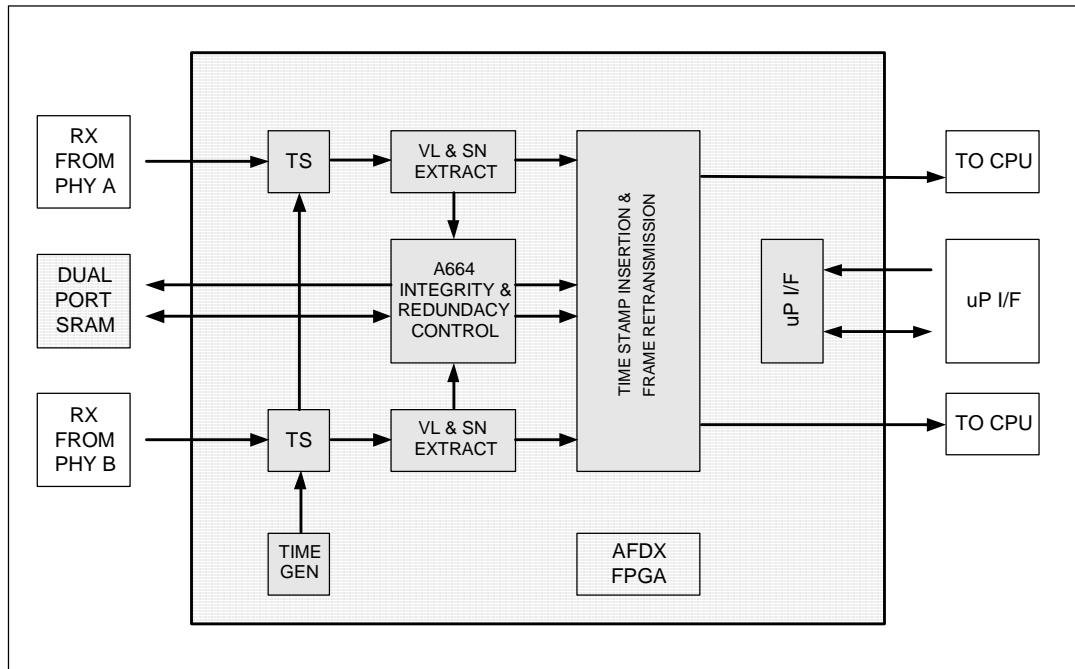 RX
FROM
PHY A
TS
VL & SN
EXTRACT
TO CPU
DUAL
PORT
SRAM
A664
INTEGRITY &
REDUNDACY
CONTROL
TIME STAMP INSERTION &
FRAME RETRANSMISSION
uP I/F
uP I/F
RX
FROM
PHY B
TS
VL & SN
EXTRACT
TO CPU
TIME
GEN
AFDX
FPGA